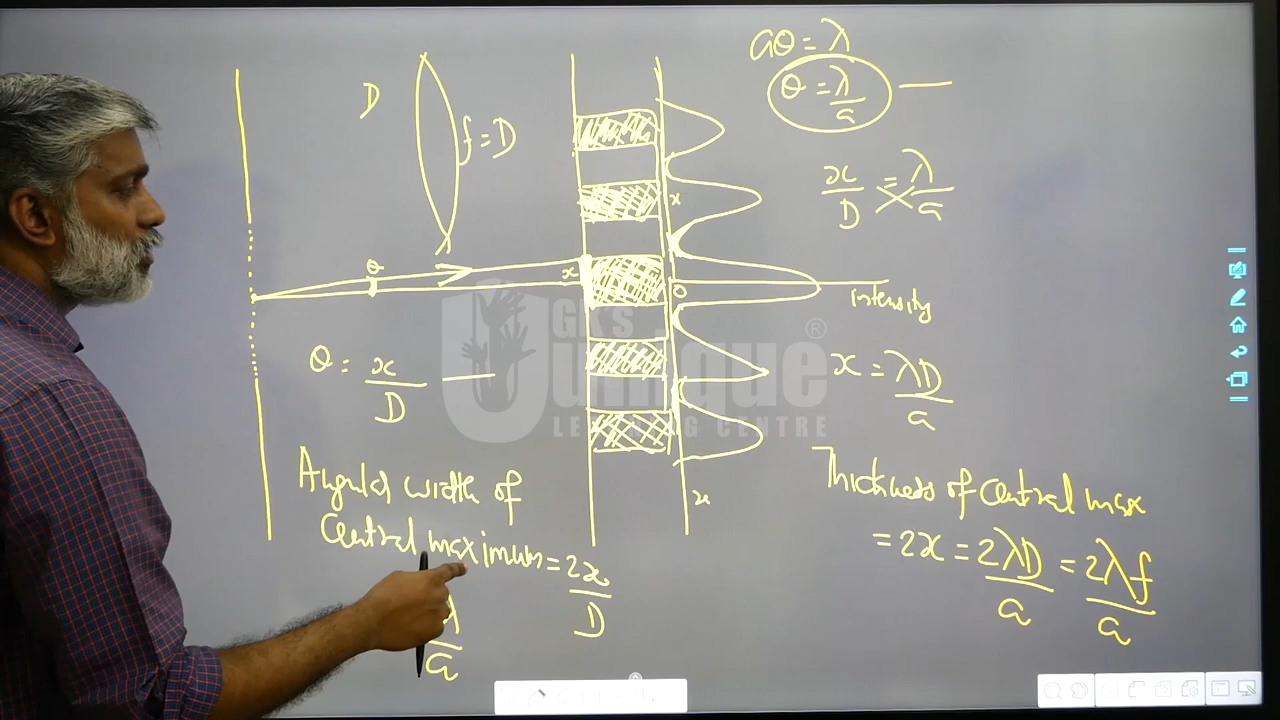 aθ = λ
θ = λ/a
D
f = D
x/D = λ/a
x
θ
x
O
intensity
GKS
unique ®
LEARNING CENTRE
θ = x/D
x = λD/a
Angular width of
Central maximum = 2x/D
λ/a
x
Thickness of central max
= 2x = 2λD/a = 2λf/a